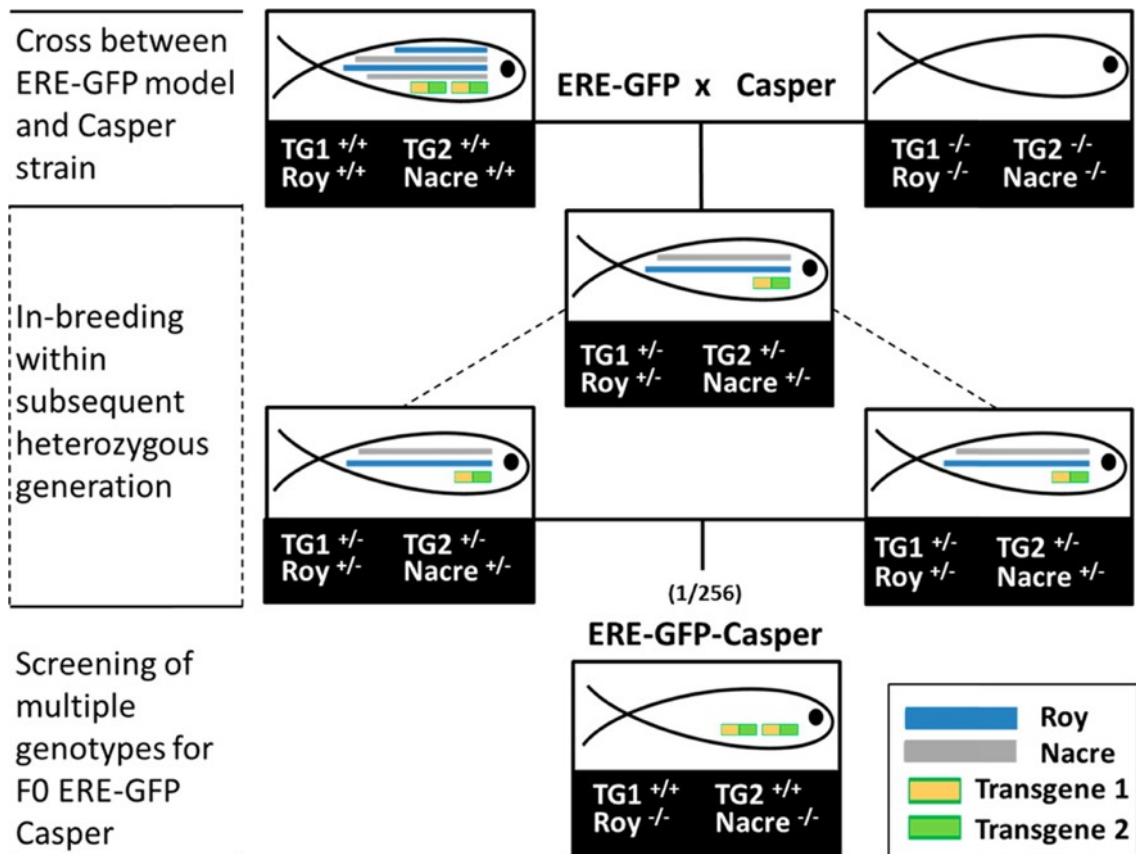 Cross between
ERE-GFP model
and Casper
strain
ERE-GFP x Casper
TG1 +/+ TG2 +/+
Roy +/+ Nacre +/+
TG1 -/- TG2 -/-
Roy -/- Nacre -/-
In-breeding
within
subsequent
heterozygous
generation
TG1 +/- TG2 +/-
Roy +/- Nacre +/-
TG1 +/- TG2 +/-
Roy +/- Nacre +/-
TG1 +/- TG2 +/-
Roy +/- Nacre +/-
(1/256)
ERE-GFP-Casper
Screening of
multiple
genotypes for
F0 ERE-GFP
Casper
TG1 +/+ TG2 +/+
Roy -/- Nacre -/-
Roy
Nacre
Transgene 1
Transgene 2